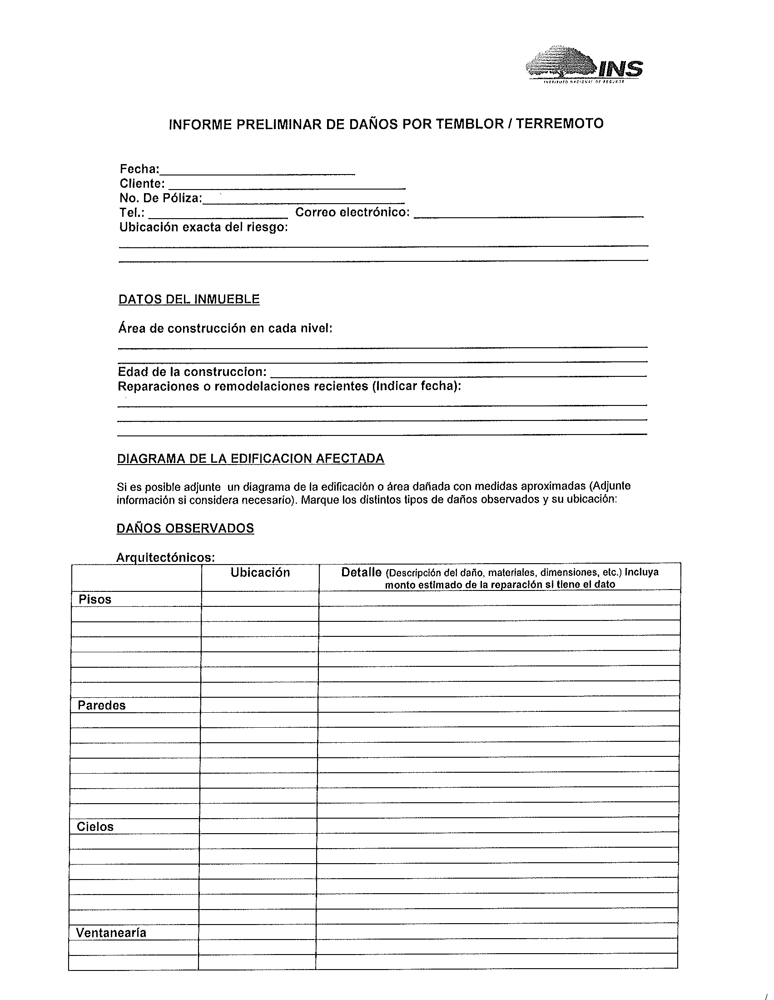 INS
INSTITUTO NACIONAL DE SEGUROS
INFORME PRELIMINAR DE DAÑOS POR TEMBLOR / TERREMOTO
Fecha:
Cliente:
No. De Póliza:
Tel.: Correo electrónico:
Ubicación exacta del riesgo:
DATOS DEL INMUEBLE
Área de construcción en cada nivel:
Edad de la construccion:
Reparaciones o remodelaciones recientes (Indicar fecha):
DIAGRAMA DE LA EDIFICACION AFECTADA
Si es posible adjunte un diagrama de la edificación o área dañada con medidas aproximadas (Adjunte
información si considera necesario). Marque los distintos tipos de daños observados y su ubicación:
DAÑOS OBSERVADOS
Arquitectónicos:
Ubicación Detalle (Descripción del daño, materiales, dimensiones, etc.) Incluya
monto estimado de la reparación si tiene el dato
Pisos
Paredes
Cielos
Ventanearía